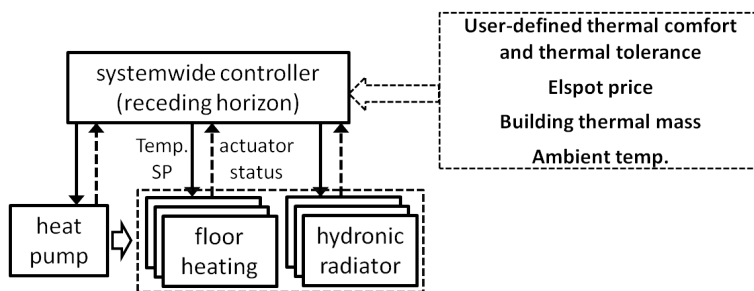 User-defined thermal comfort
and thermal tolerance
Elspot price
Building thermal mass
Ambient temp.
systemwide controller
(receding horizon)
Temp.
SP
actuator
status
heat
pump
floor
heating
hydronic
radiator